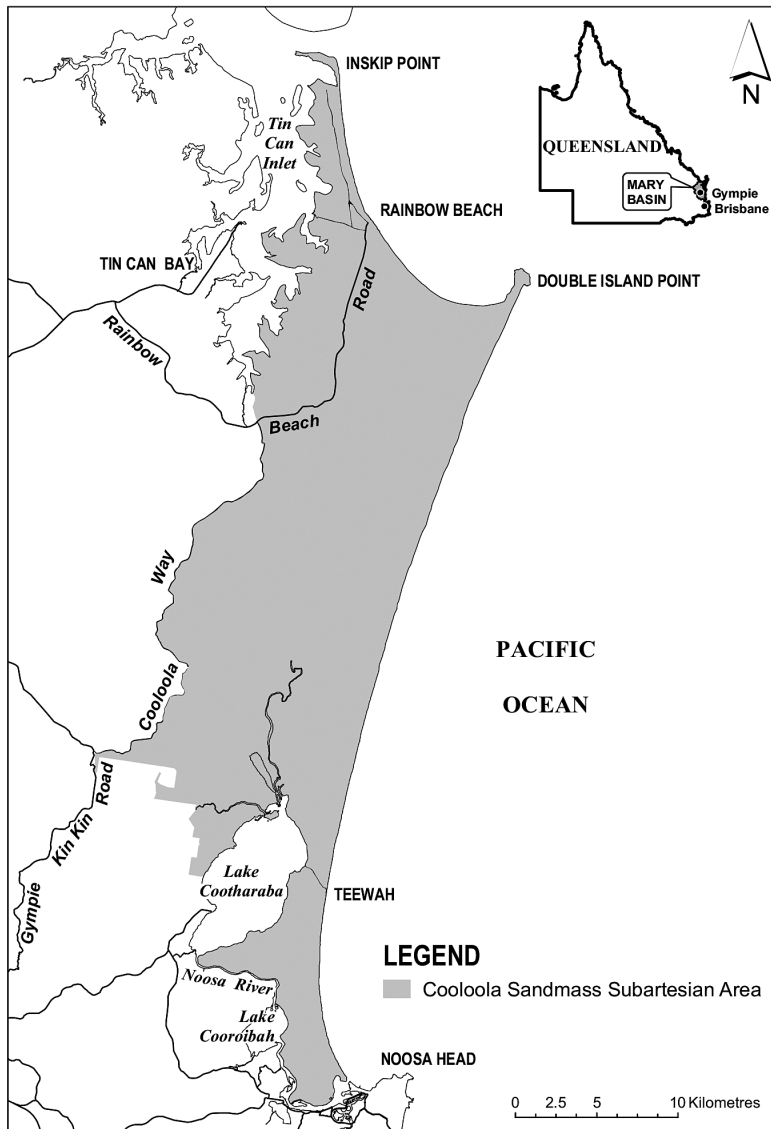 INSKIP POINT
Tin
Can
Inlet
QUEENSLAND
N
MARY
BASIN
Gympie
Brisbane
RAINBOW BEACH
TIN CAN BAY
DOUBLE ISLAND POINT
Road
Rainbow
Beach
Way
PACIFIC
OCEAN
Cooloola
Road
Kin Kin
Gympie
Lake
Cootharaba
TEEWAH
LEGEND
Cooloola Sandmass Subartesian Area
Noosa River
Lake
Cooroibah
NOOSA HEAD
0 2.5 5 10 Kilometres